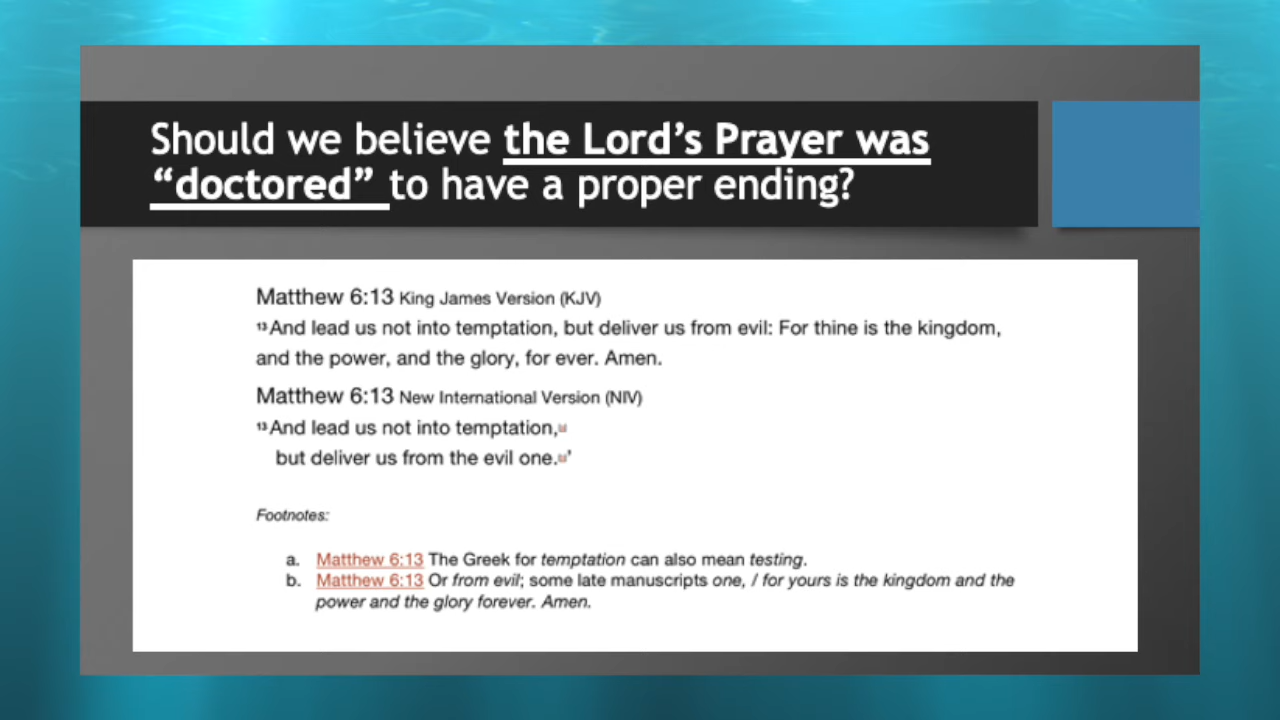 Should we believe the Lord's Prayer was
“doctored” to have a proper ending?
Matthew 6:13 King James Version (KJV)
13 And lead us not into temptation, but deliver us from evil: For thine is the kingdom,
and the power, and the glory, for ever. Amen.
Matthew 6:13 New International Version (NIV)
13 And lead us not into temptation,
but deliver us from the evil one.’
Footnotes:
a. Matthew 6:13 The Greek for temptation can also mean testing.
b. Matthew 6:13 Or from evil; some late manuscripts one, / for yours is the kingdom and the
power and the glory forever. Amen.